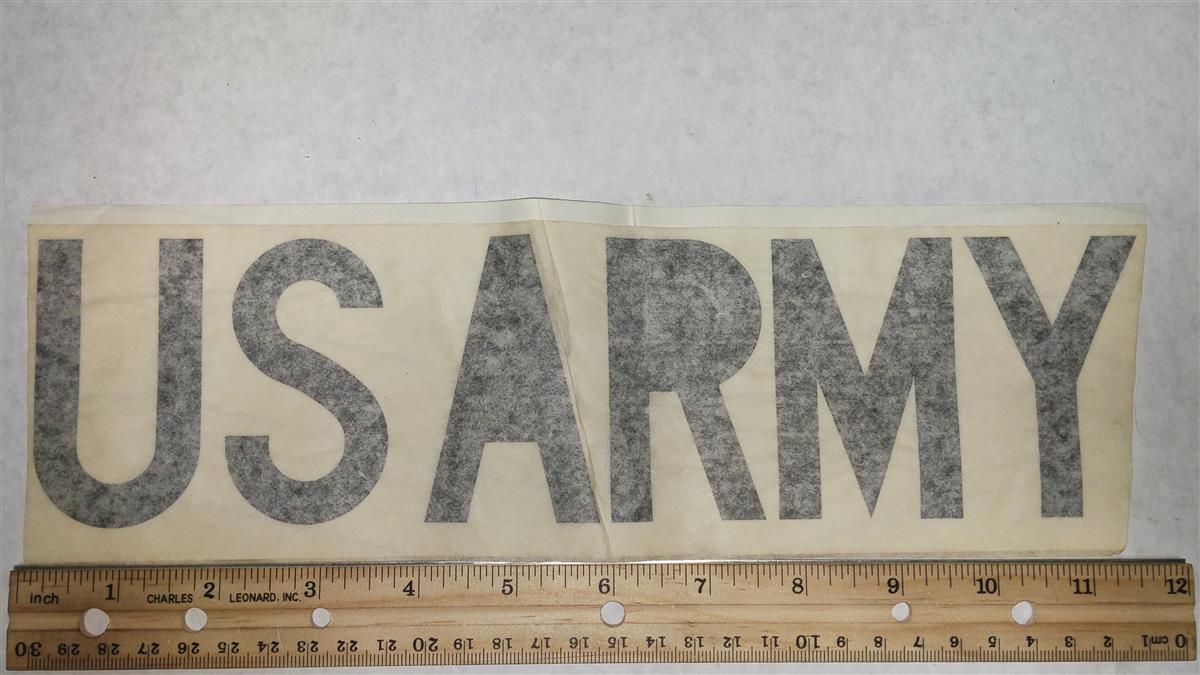 US ARMY
inch 1 2 3 4 5 6 7 8 9 10 11 12
CHARLES LEONARD, INC.
30 29 28 27 26 25 24 23 22 21 20 19 18 17 16 15 14 13 12 11 10 9 8 7 6 5 4 3 2 1 cm 0